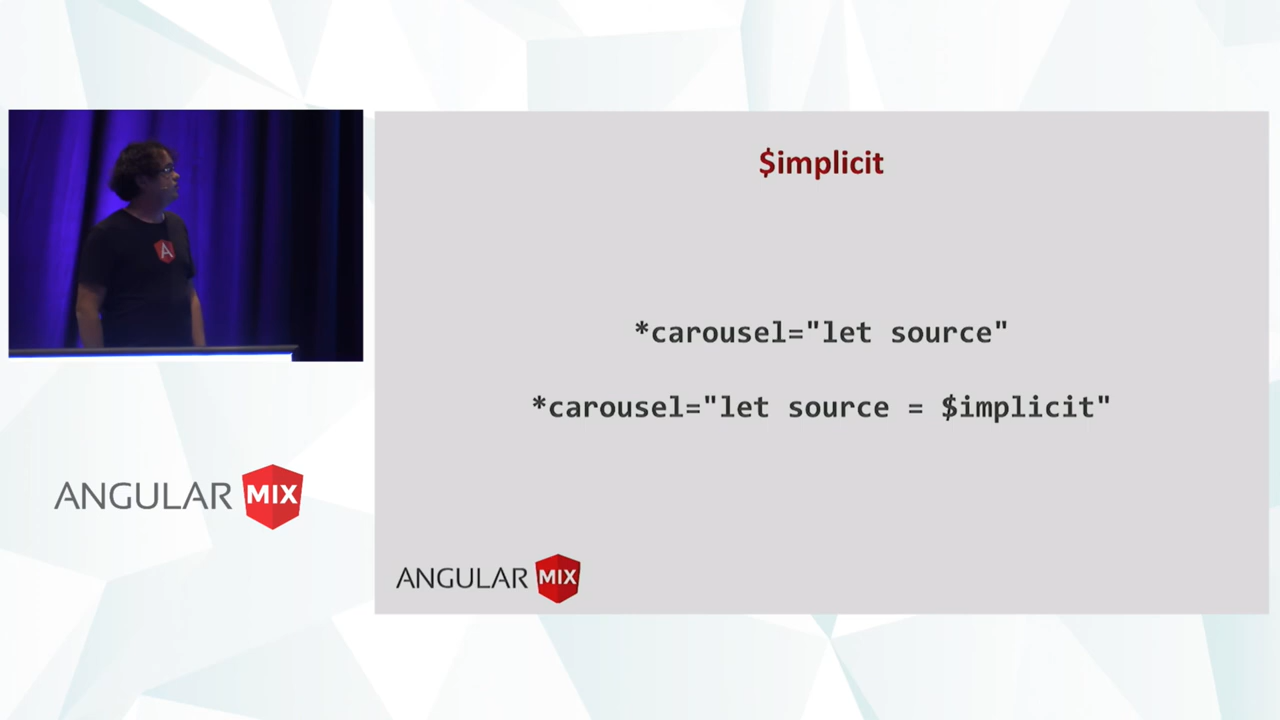 $implicit
*carousel="let source"
*carousel="let source = $implicit"
A
ANGULAR MIX
ANGULAR MIX